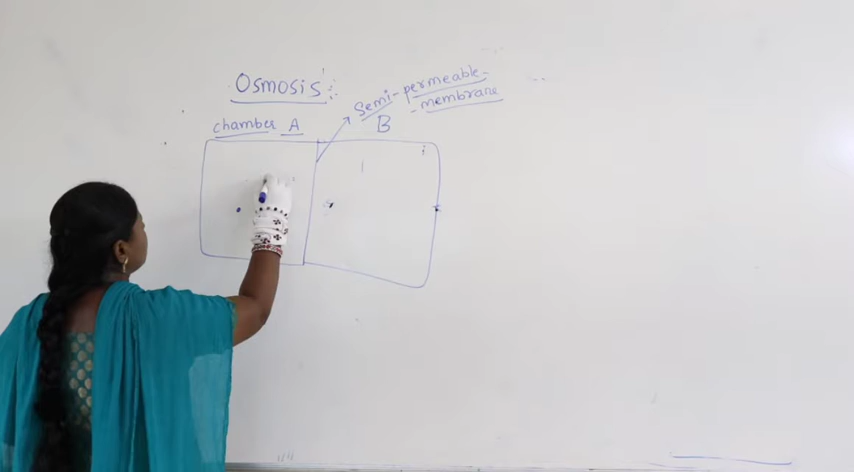 Osmosis:
Semi-permeable-
-membrane
chamber A
B